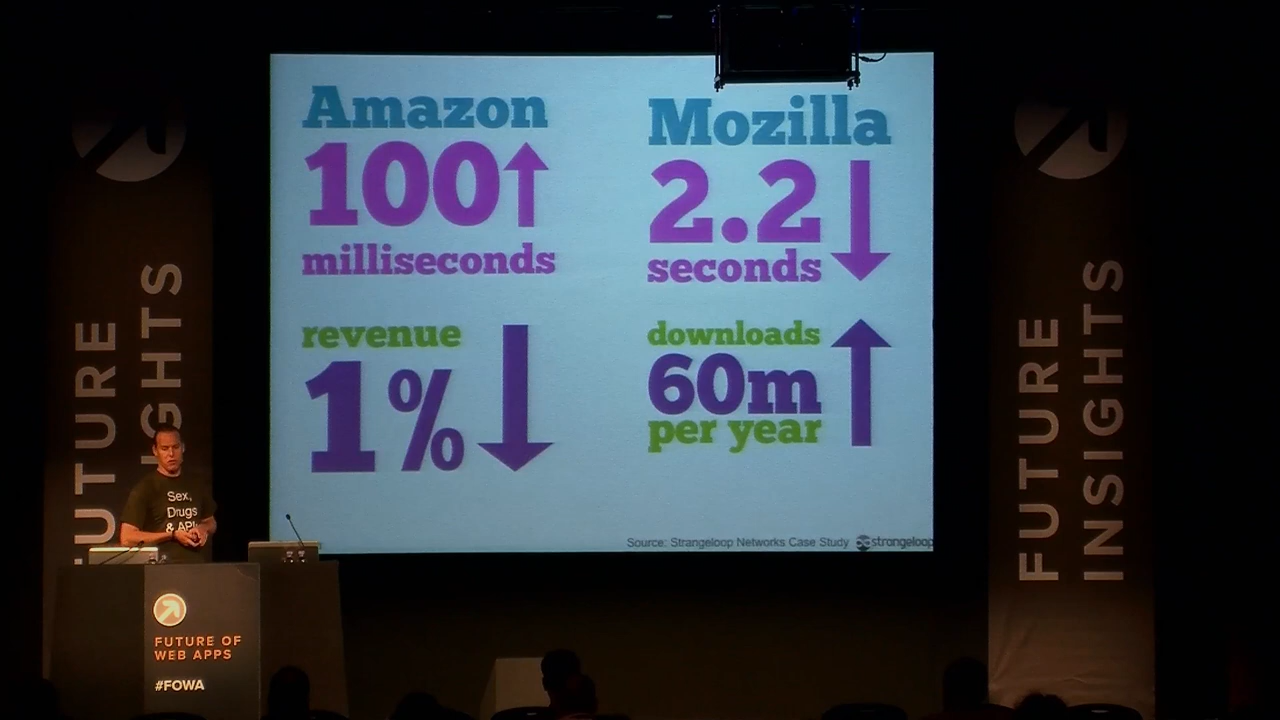 Amazon
100
milliseconds
revenue
1%
Mozilla
2.2
seconds
downloads
60m
per year
Source: Strangeloop Networks Case Study strangeloop
FUTURE
INSIGHTS
Sex,
Drugs
& API
FUTURE OF
WEB APPS
#FOWA
FUTURE
INSIGHTS